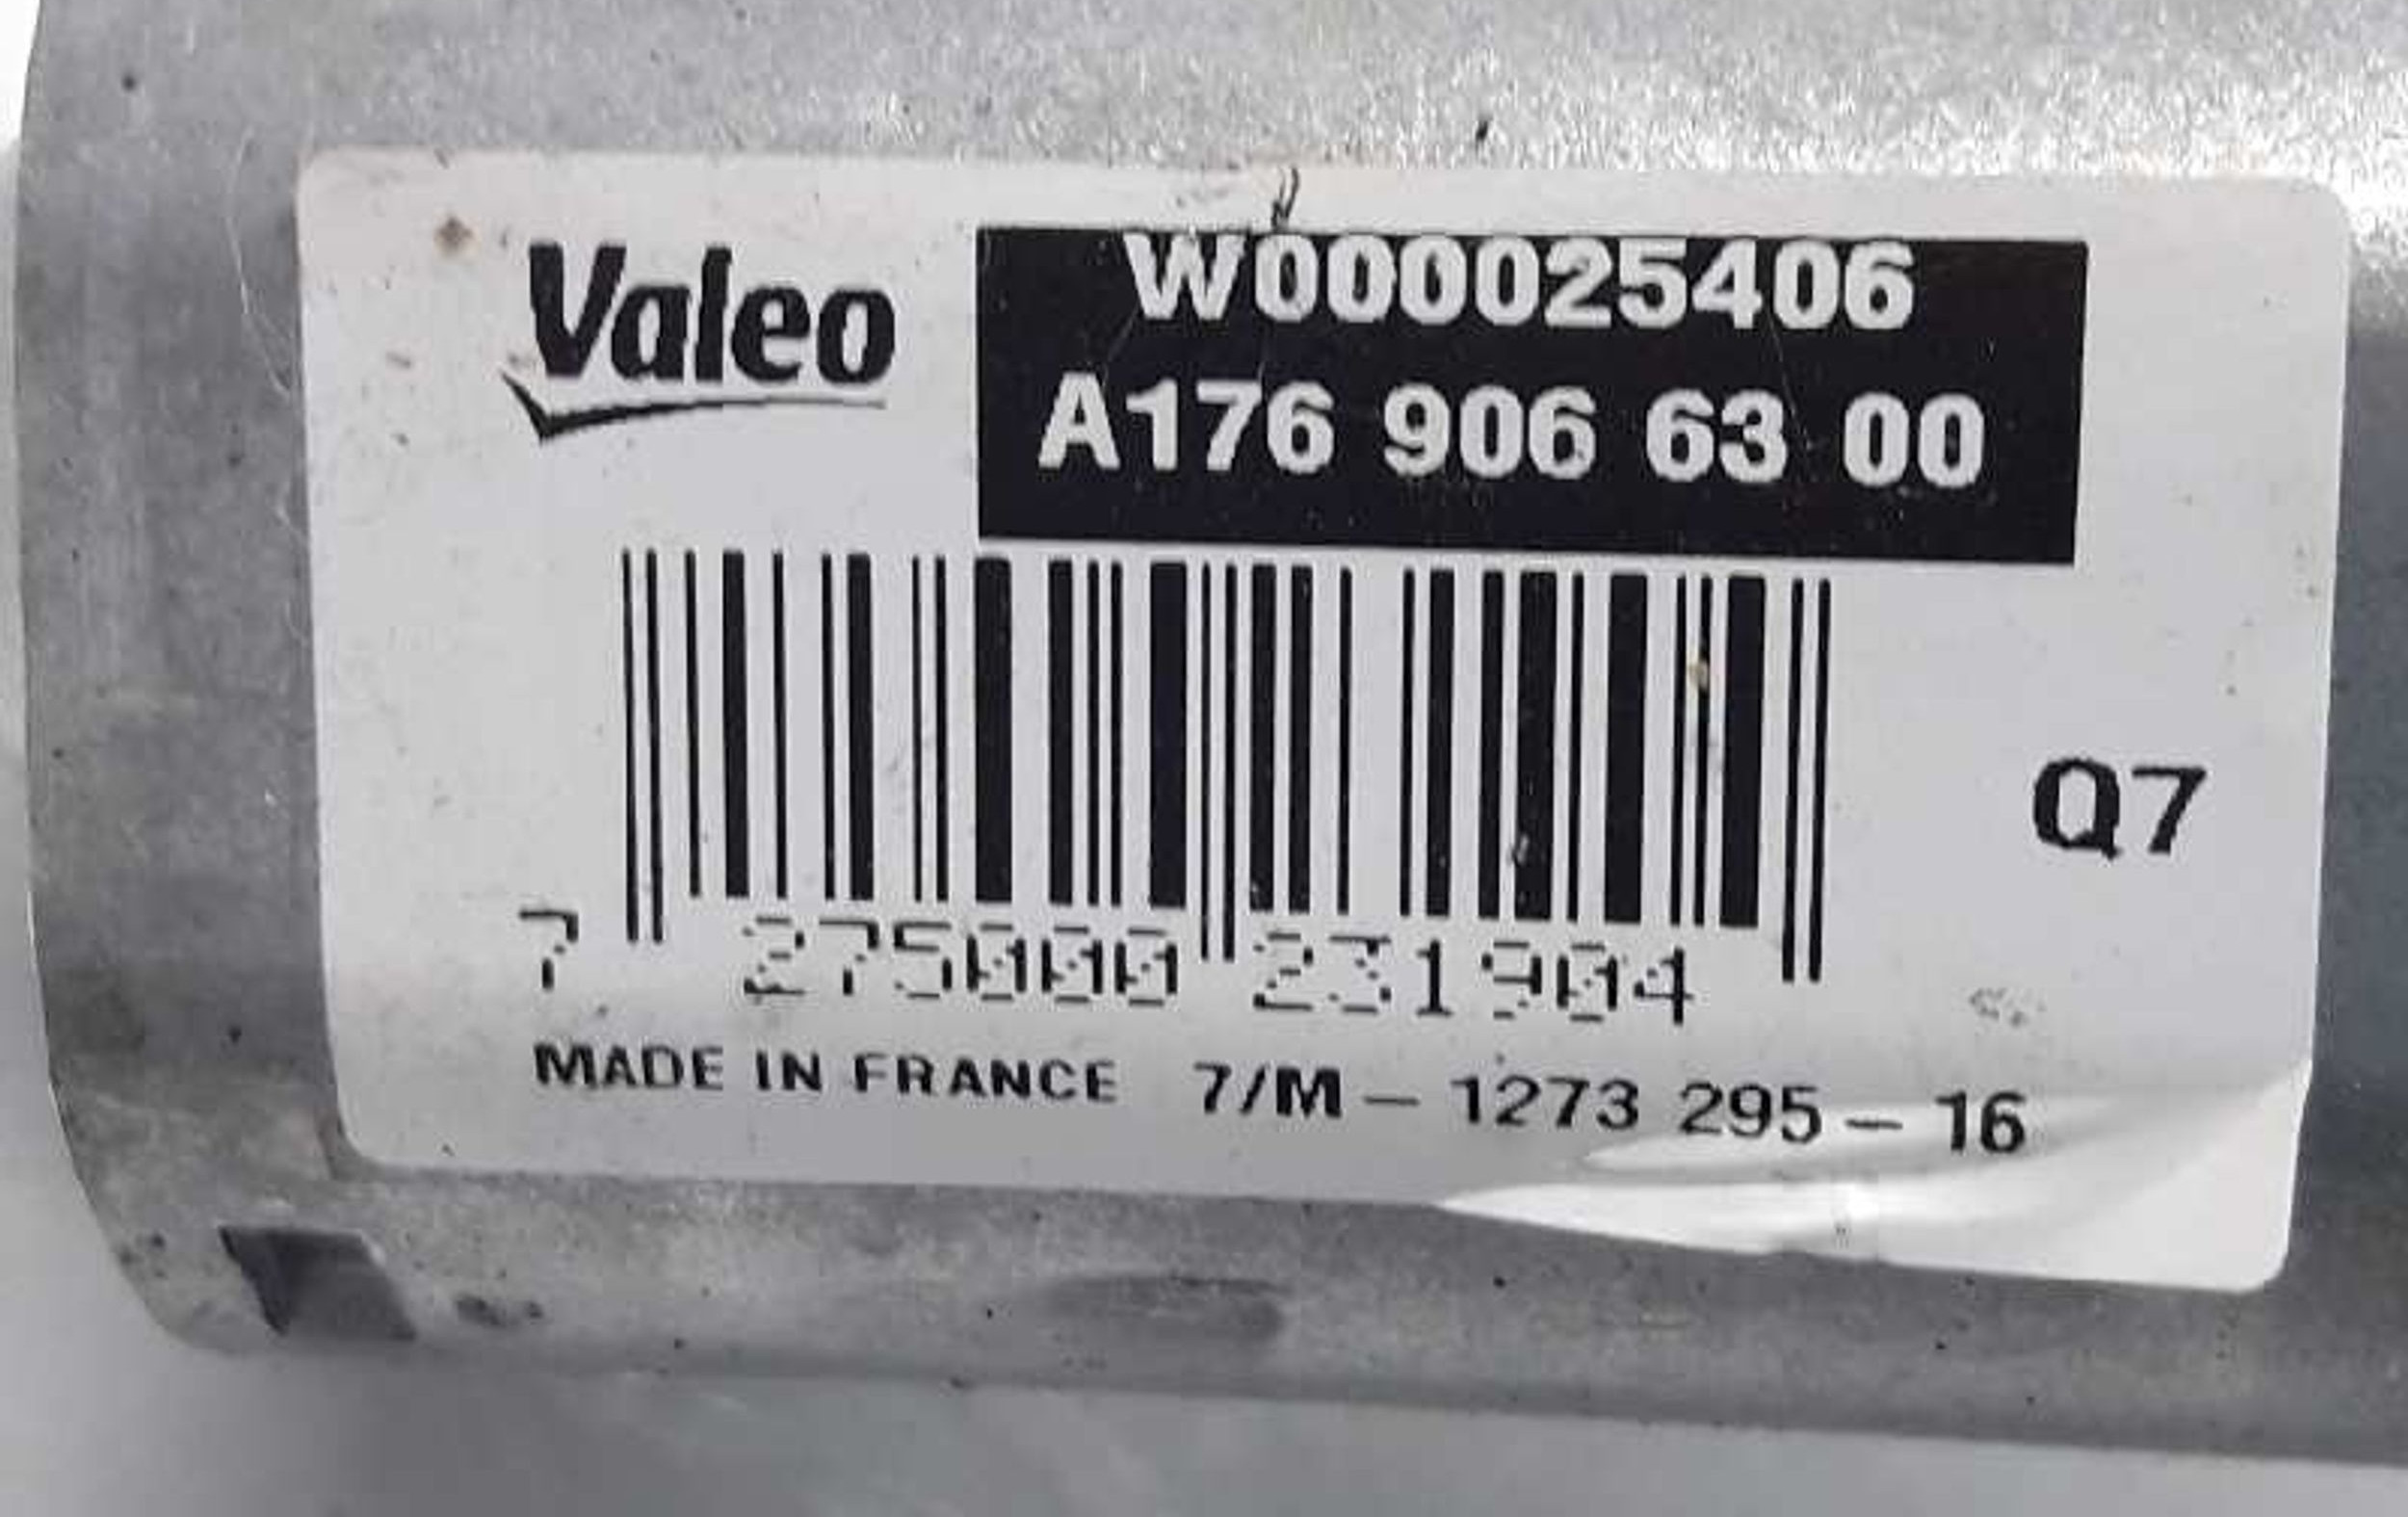 Valeo
W000025406
A176 906 63 00
Q7
7 275000 231904
MADE IN FRANCE 7/M – 1273 295 – 16